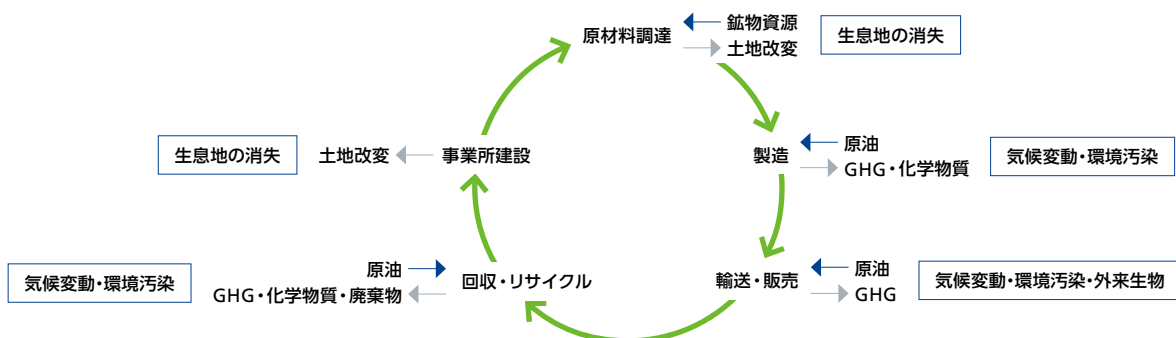 原材料調達
鉱物資源
土地改変
生息地の消失
製造
原油
GHG・化学物質
気候変動・環境汚染
輸送・販売
原油
GHG
気候変動・環境汚染・外来生物
回収・リサイクル
原油
GHG・化学物質・廃棄物
気候変動・環境汚染
事業所建設
土地改変
生息地の消失